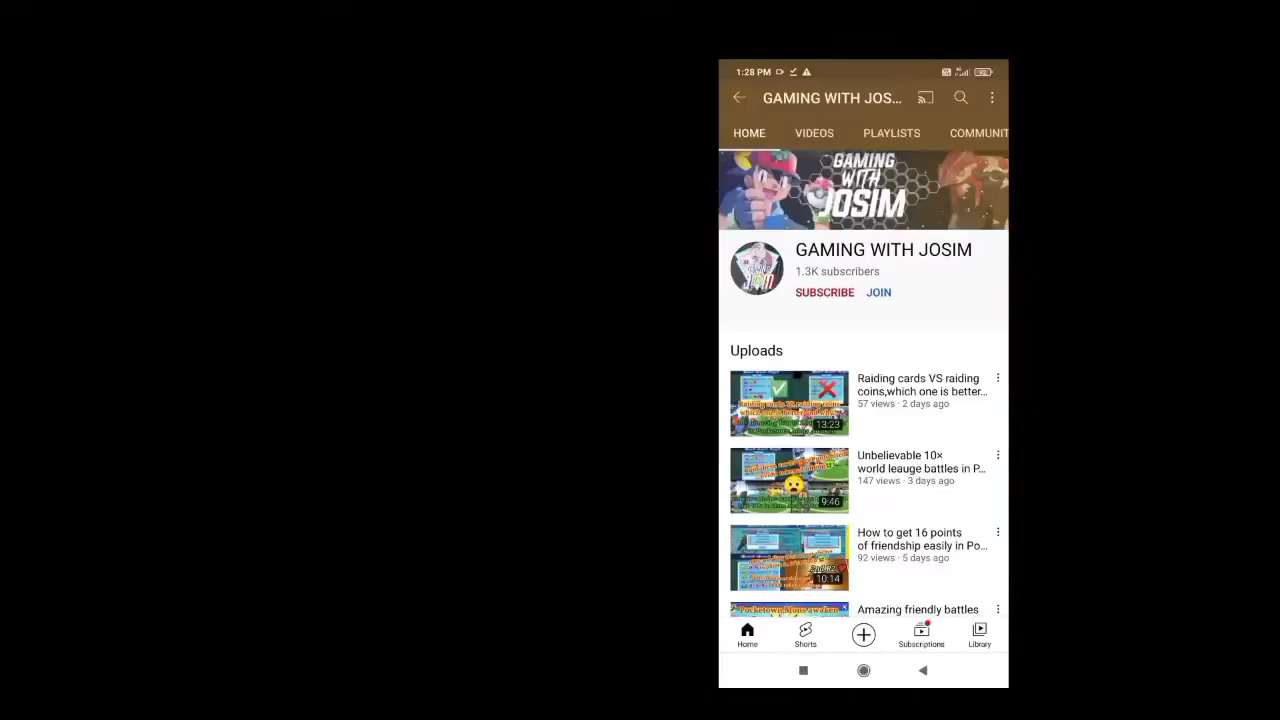 1:28 PM
GAMING WITH JOS...
HOME VIDEOS PLAYLISTS COMMUNIT
GAMING
WITH
JOSIM
GAMING WITH JOSIM
1.3K subscribers
SUBSCRIBE JOIN
Uploads
Raiding cards VS raiding
coins,which one is better...
57 views · 2 days ago
13:23
Unbelievable 10×
world leauge battles in P...
147 views · 3 days ago
9:46
How to get 16 points
of friendship easily in Po...
92 views · 5 days ago
10:14
Pocketown,Mons awaken
Amazing friendly battles
Home Shorts Subscriptions Library